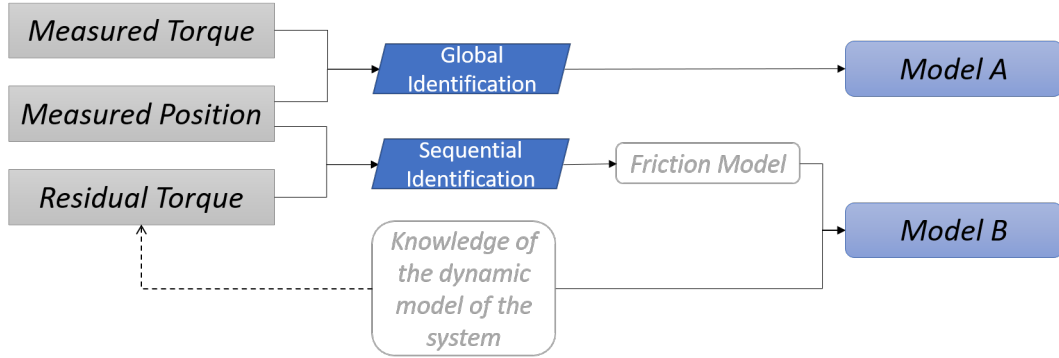 Measured Torque
Global
Identification
Model A
Measured Position
Sequential
Identification
Friction Model
Residual Torque
Model B
Knowledge of
the dynamic
model of the
system